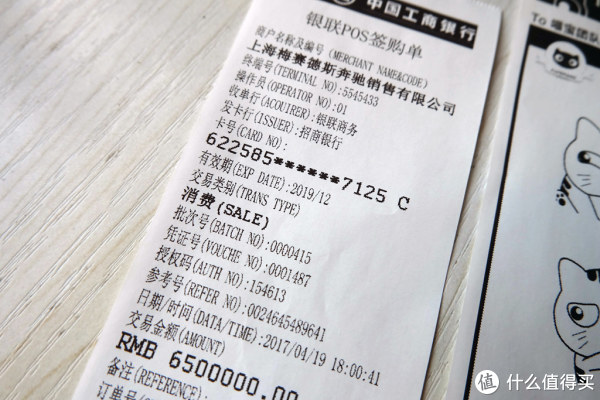 中国工商银行
银联POS签购单
商户名称及编号 (MERCHANT NAME&CODE)
上海梅赛德斯奔驰销售有限公司
终端号(TERMINAL NO):5545433
操作员(OPERATOR NO):01
收单行(ACOUIRER):银联商务
发卡行(ISSUER):招商银行
卡号(CARD NO):
622585******7125 C
有效期(EXP DATE):2019/12
交易类别(TRANS TYPE)
消费(SALE)
批次号(BATCH NO):0000415
凭证号(VOUCHE NO):0001487
授权码(AUTH NO):154613
参考号(REFER NO):0024645489641
日期/时间(DATA/TIME):2017/04/19 18:00:41
交易金额(AMOUNT)
RMB 6500000.00
备注(REFERENCE):
订单号
To 喵宝团队
值 什么值得买